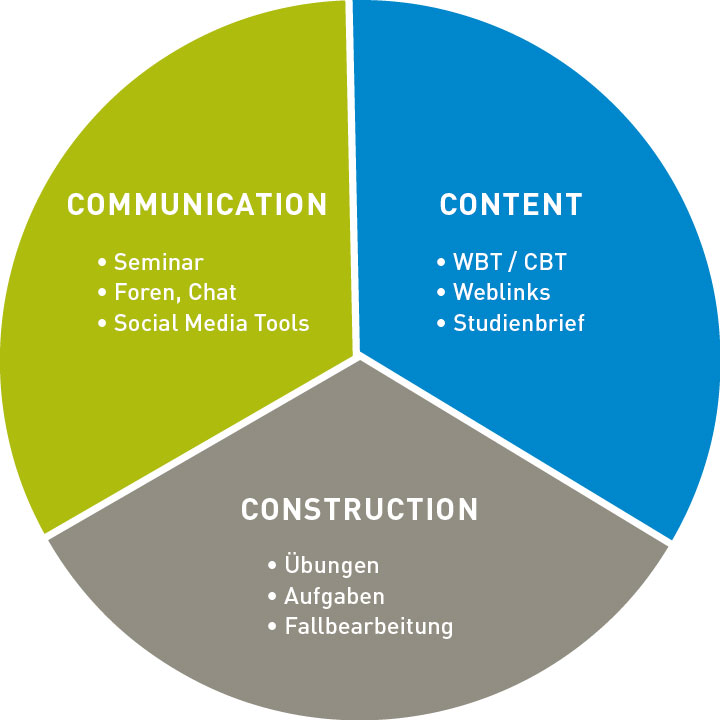 COMMUNICATION
• Seminar
• Foren, Chat
• Social Media Tools
CONTENT
• WBT / CBT
• Weblinks
• Studienbrief
CONSTRUCTION
• Übungen
• Aufgaben
• Fallbearbeitung